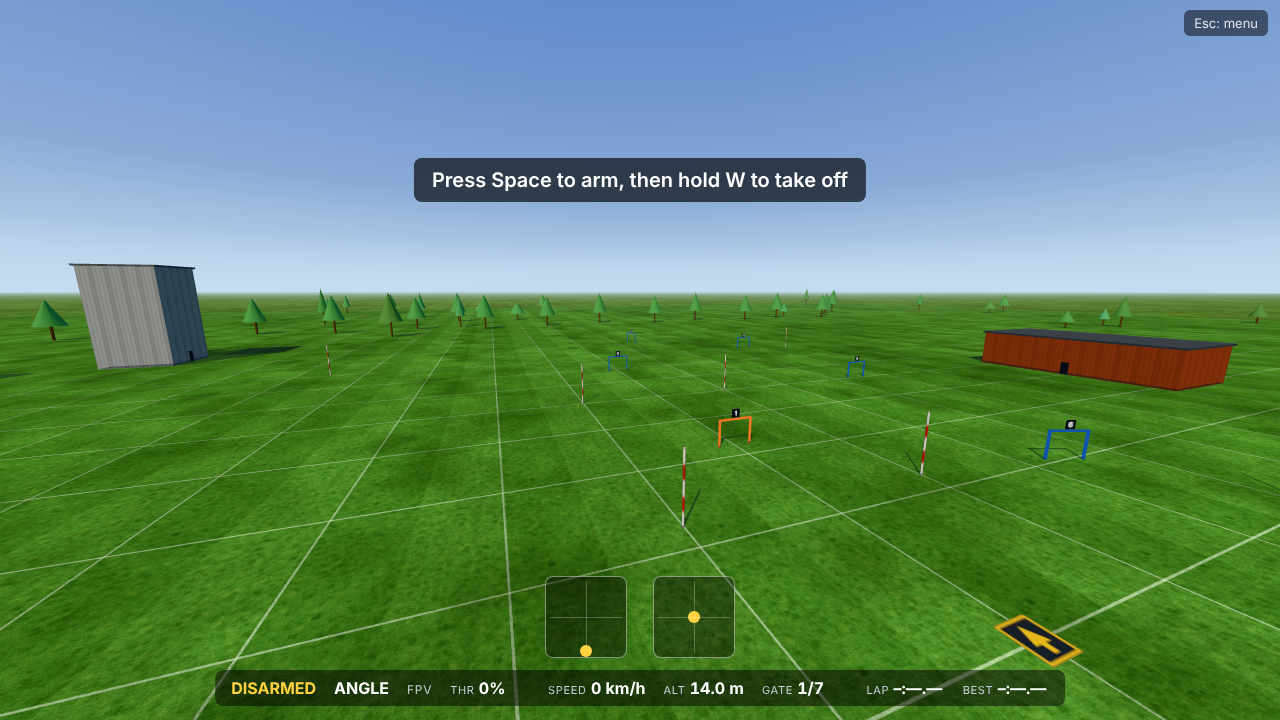 Esc: menu
Press Space to arm, then hold W to take off
1
DISARMED ANGLE FPV THR 0% SPEED 0 km/h ALT 14.0 m GATE 1/7 LAP –:––.–– BEST –:––.––